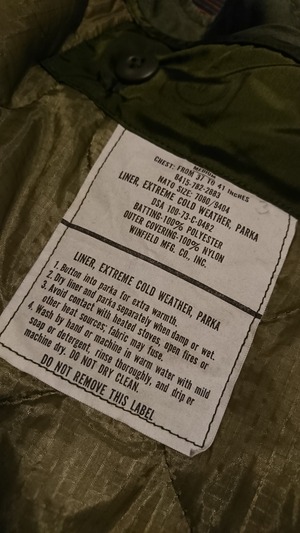 MEDIUM
CHEST: FROM 37 TO 41 INCHES
8415-782-2883
NATO SIZE: 7080/9404
LINER, EXTREME COLD WEATHER, PARKA
DSA 100-73-C-0482
BATTING-100% POLYESTER
OUTER COVERING-100% NYLON
WINFIELD MFG. CO., INC.
LINER, EXTREME COLD WEATHER, PARKA
1. Button into parka for extra warmth.
2. Dry liner and parka separately when damp or wet.
3. Avoid contact with heated stoves, open fires or
other heat sources; fabric may fuse.
4. Wash by hand or machine in warm water with mild
soap or detergent, rinse thoroughly, and drip or
machine dry. DO NOT DRY CLEAN.
DO NOT REMOVE THIS LABEL